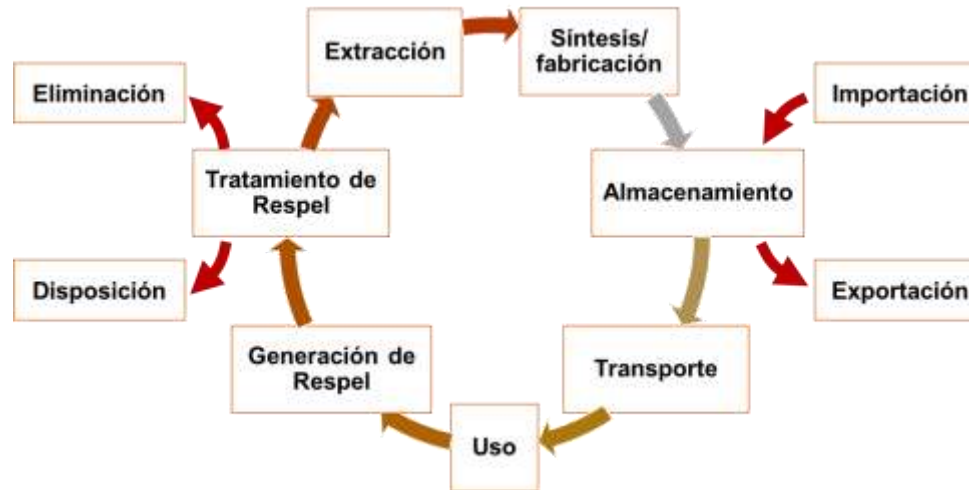 Extracción
Síntesis/
fabricación
Eliminación
Importación
Tratamiento de
Respel
Almacenamiento
Disposición
Exportación
Generación de
Respel
Transporte
Uso